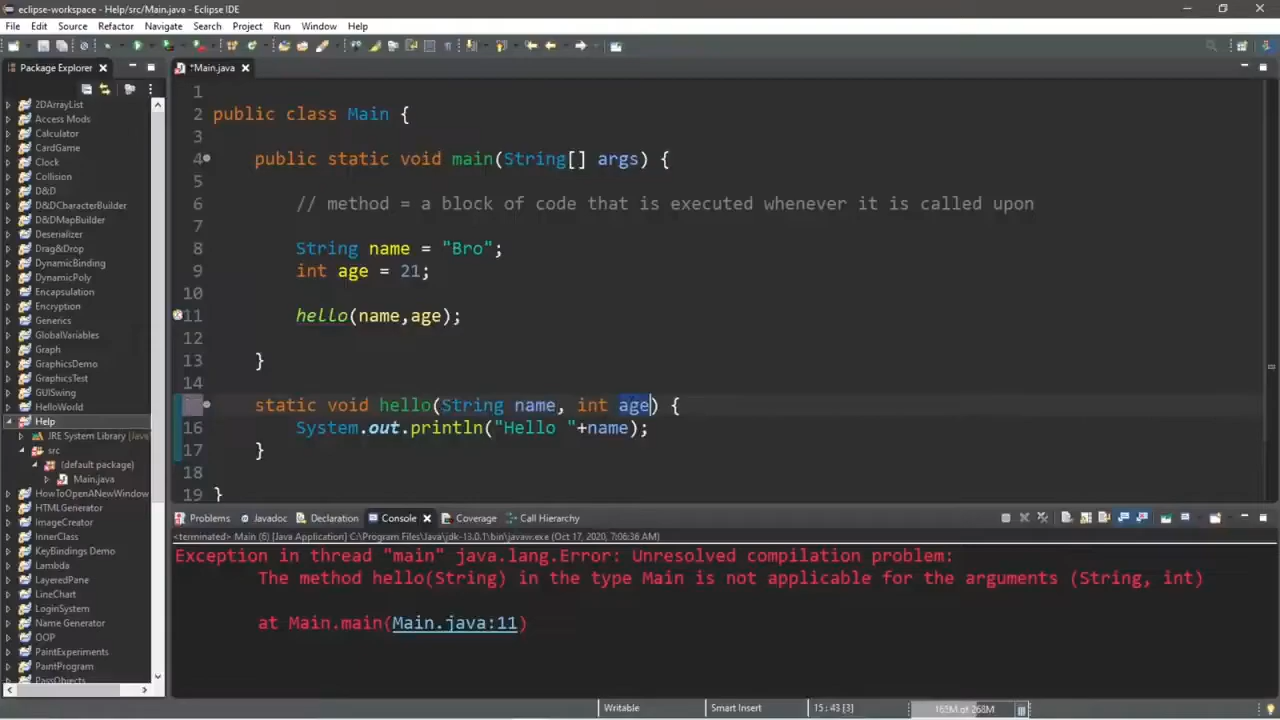 eclipse-workspace - Help/src/Main.java - Eclipse IDE
File Edit Source Refactor Navigate Search Project Run Window Help
Package Explorer
*Main.java
2DArrayList
Access Mods
Calculator
CardGame
Clock
Collision
D&D
D&DCharacterBuilder
D&DMapBuilder
Deserializer
Drag&Drop
DynamicBinding
DynamicPoly
Encapsulation
Encryption
Generics
GlobalVariables
Graph
GraphicsDemo
GraphicsTest
GUISwing
HelloWorld
Help
JRE System Library [Java
src
(default package)
Main.java
HowToOpenANewWindow
HTMLGenerator
ImageCreator
InnerClass
KeyBindings Demo
Lambda
LayeredPane
LineChart
LoginSystem
Name Generator
OOP
PaintExperiments
PaintProgram
PassObjects
1
2 public class Main {
3
4 public static void main(String[] args) {
5
6 // method = a block of code that is executed whenever it is called upon
7
8 String name = "Bro";
9 int age = 21;
10
11 hello(name,age);
12
13 }
14
static void hello(String name, int age) {
16 System.out.println("Hello "+name);
17 }
18
19 }
Problems Javadoc Declaration Console Coverage Call Hierarchy
<terminated> Main (6) [Java Application] C:\Program Files\Java\jdk-13.0.1\bin\javaw.exe (Oct 17, 2020, 7:06:36 AM)
Exception in thread "main" java.lang.Error: Unresolved compilation problem:
The method hello(String) in the type Main is not applicable for the arguments (String, int)
at Main.main(Main.java:11)
Writable Smart Insert 15 : 43 [3] 165M of 268M